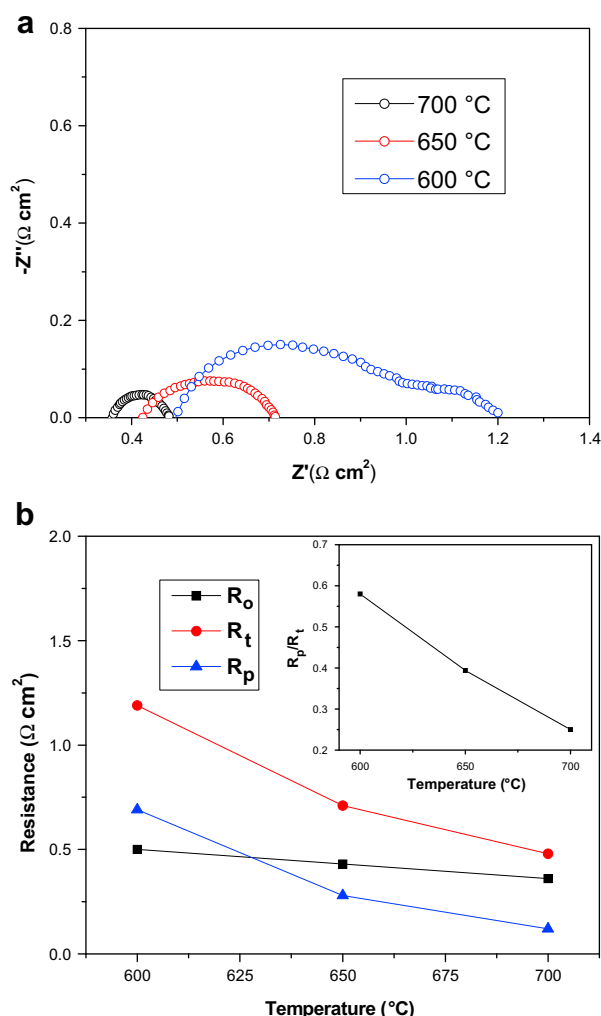 a
0.8
0.6
0.4
0.2
0.0
-Z''(Ω cm²)
700 °C
650 °C
600 °C
0.4 0.6 0.8 1.0 1.2 1.4
Z'(Ω cm²)
b
2.0
1.5
1.0
0.5
0.0
Resistance (Ω cm²)
Rₒ
Rₜ
Rₚ
0.7
0.6
0.5
0.4
0.3
0.2
Rₚ/Rₜ
600 650 700
Temperature (°C)
600 625 650 675 700
Temperature (°C)